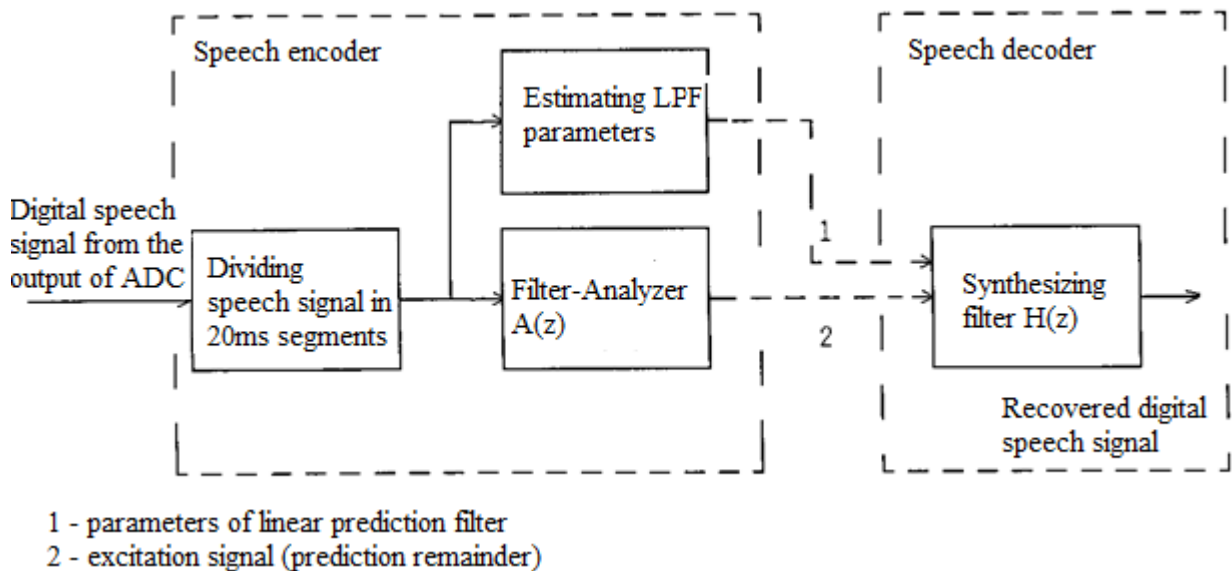 Speech encoder
Speech decoder
Estimating LPF
parameters
Digital speech
signal from the
output of ADC
Dividing
speech signal in
20ms segments
Filter-Analyzer
A(z)
1
2
Synthesizing
filter H(z)
Recovered digital
speech signal
1 - parameters of linear prediction filter
2 - excitation signal (prediction remainder)